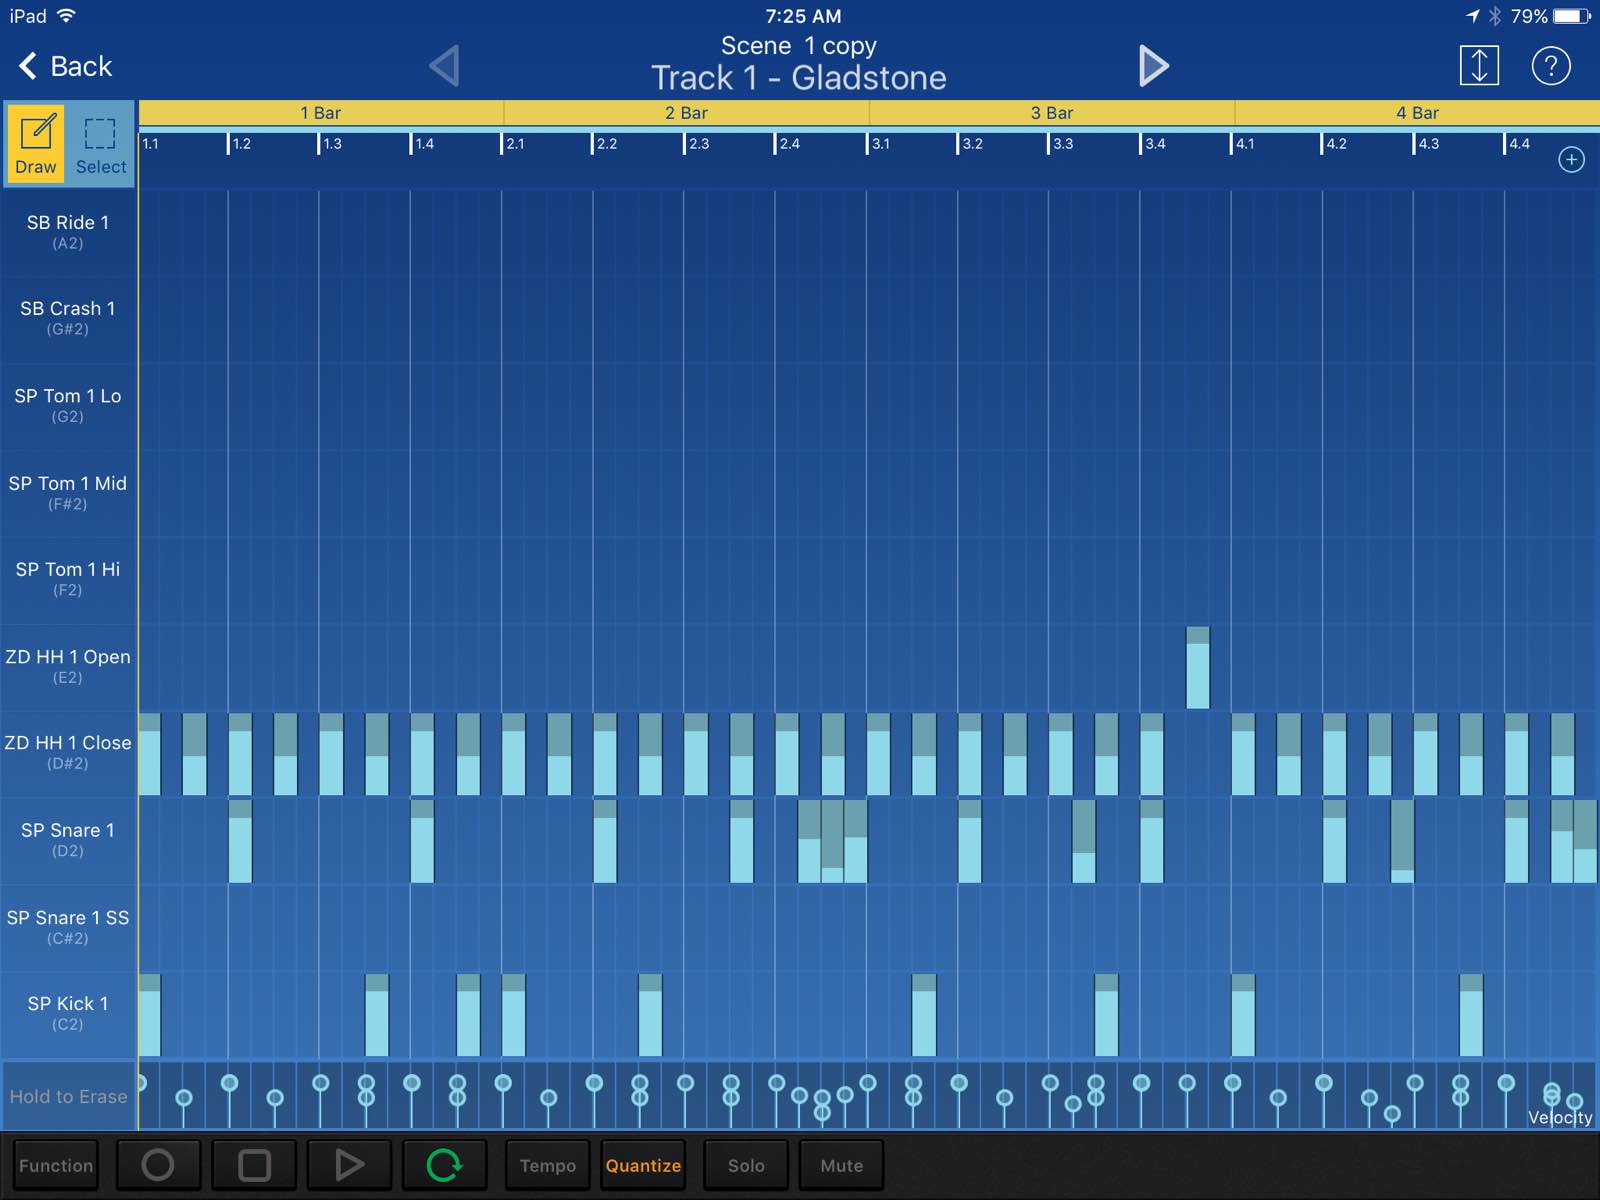 iPad 7:25 AM 79%
Back
Scene 1 copy
Track 1 - Gladstone
?
Draw Select
1 Bar 2 Bar 3 Bar 4 Bar
1.1 1.2 1.3 1.4 2.1 2.2 2.3 2.4 3.1 3.2 3.3 3.4 4.1 4.2 4.3 4.4
SB Ride 1
(A2)
SB Crash 1
(G#2)
SP Tom 1 Lo
(G2)
SP Tom 1 Mid
(F#2)
SP Tom 1 Hi
(F2)
ZD HH 1 Open
(E2)
ZD HH 1 Close
(D#2)
SP Snare 1
(D2)
SP Snare 1 SS
(C#2)
SP Kick 1
(C2)
Hold to Erase
Velocity
Function Tempo Quantize Solo Mute